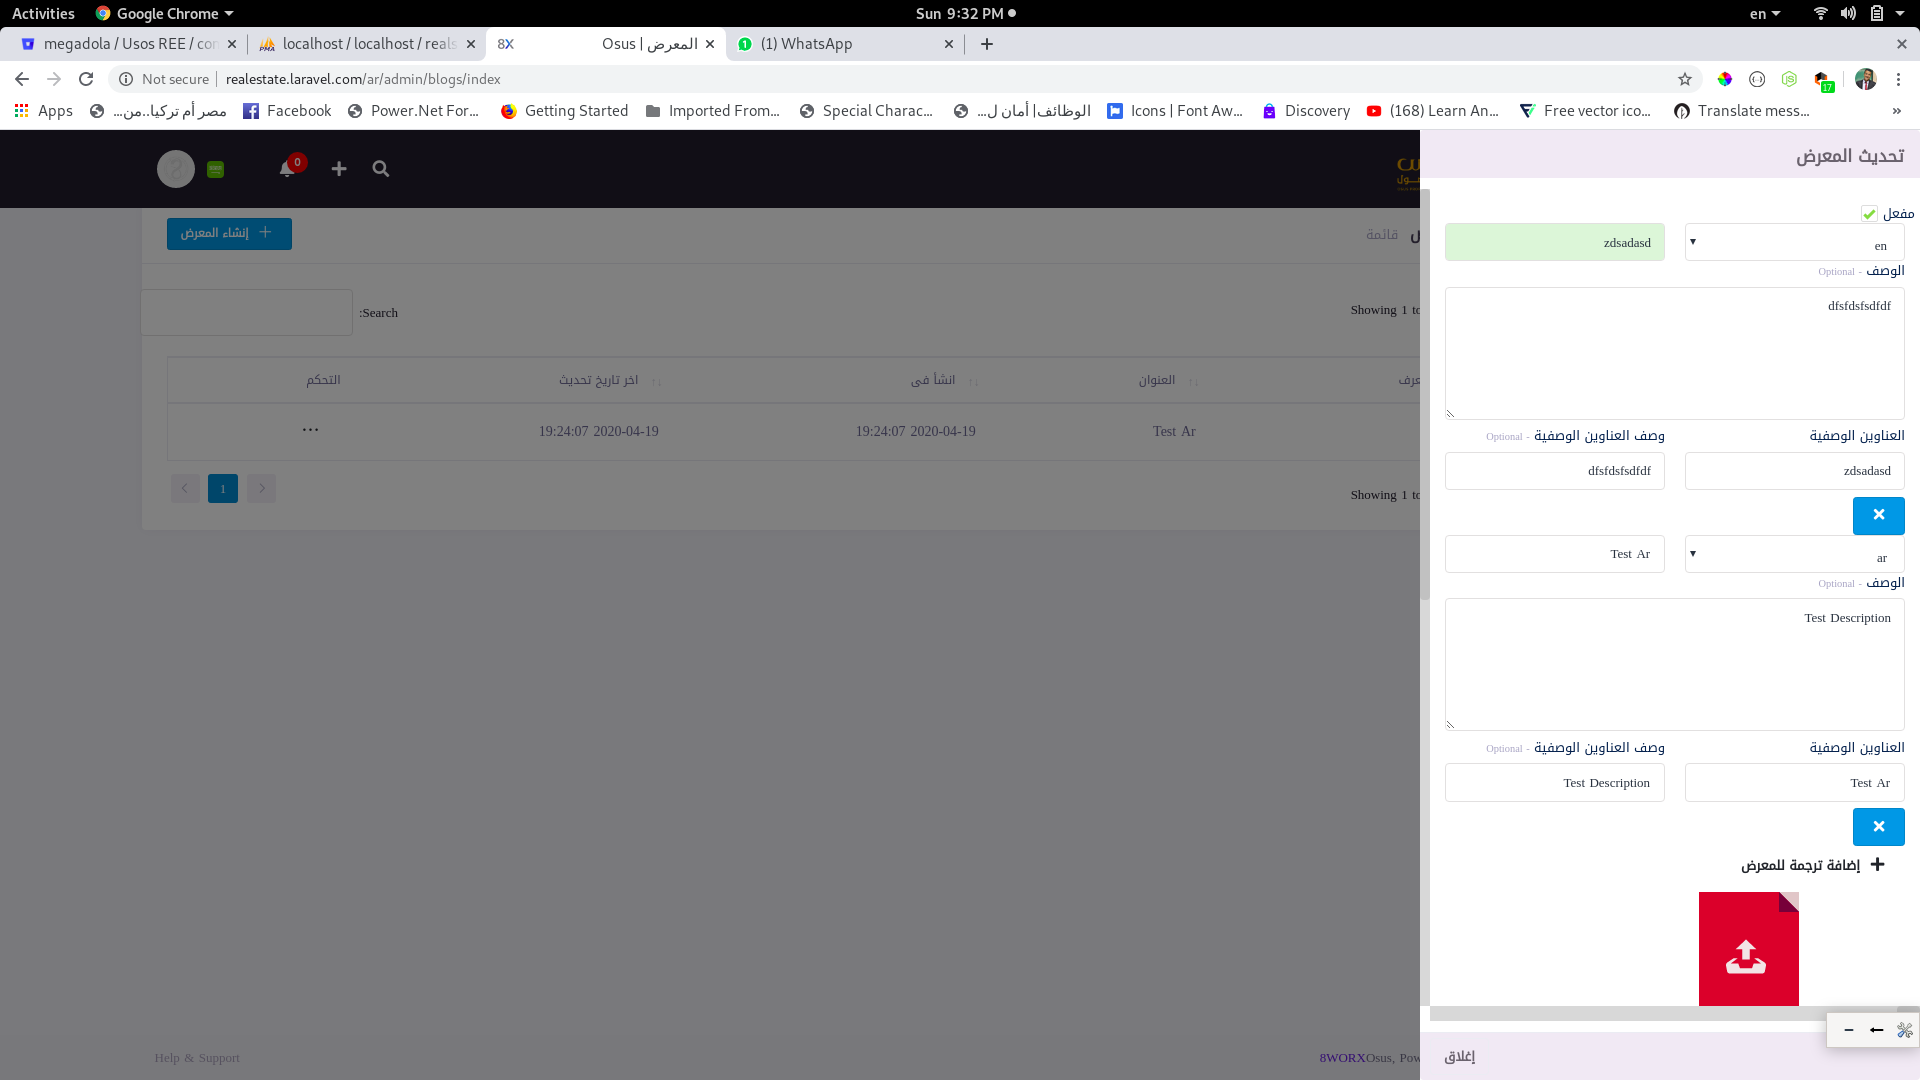 Activities Google Chrome Sun 9:32 PM en
megadola / Usos REE / con localhost / localhost / reals 8X المعرض | Osus (1) WhatsApp
Not secure realestate.laravel.com/ar/admin/blogs/index 17
Apps مصر أم تركيا..من... Facebook Power.Net For... Getting Started Imported From... Special Charac... الوظائف| أمان ل... Icons | Font Aw... Discovery (168) Learn An... Free vector ico... Translate mess... »
0
قائمة
إنشاء المعرض
Showing 1 to
Search:
العنوان
انشأ فى
اخر تاريخ تحديث
التحكم
Test Ar
2020-04-19 19:24:07
2020-04-19 19:24:07
...
1
Showing 1 to
Help & Support
8WORXOsus, Pow
تحديث المعرض
مفعل
en
zdsadasd
الوصف - Optional
dfsfdsfsdfdf
العناوين الوصفية
وصف العناوين الوصفية - Optional
zdsadasd
dfsfdsfsdfdf
ar
Test Ar
الوصف - Optional
Test Description
العناوين الوصفية
وصف العناوين الوصفية - Optional
Test Ar
Test Description
إضافة ترجمة للمعرض
إغلاق